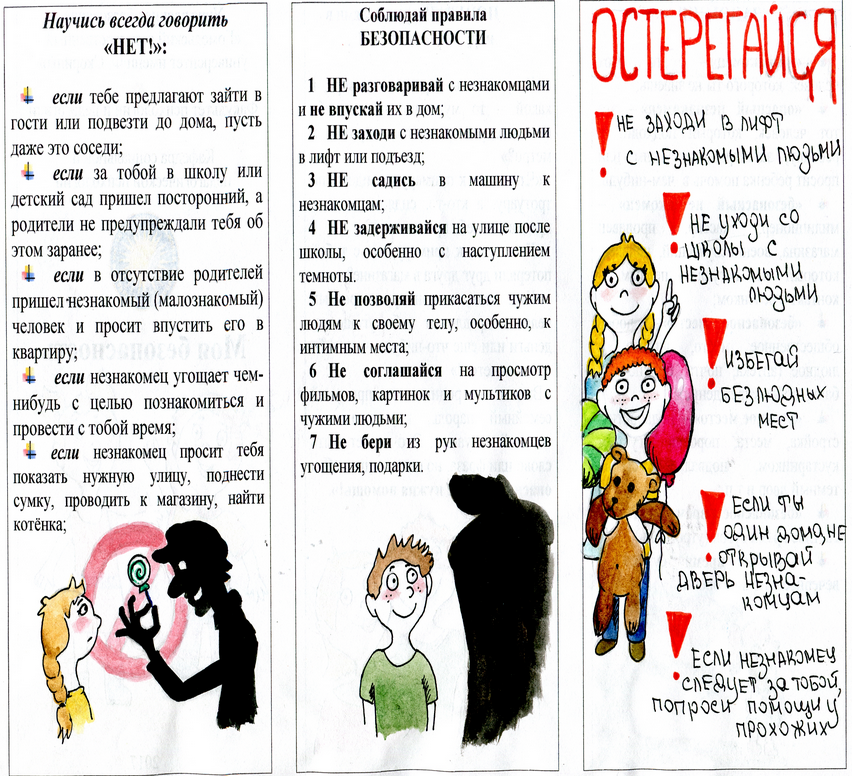 Научись всегда говорить
«НЕТ!»:
если тебе предлагают зайти в
гости или подвезти до дома, пусть
даже это соседи;
если за тобой в школу или
детский сад пришел посторонний, а
родители не предупреждали тебя об
этом заранее;
если в отсутствие родителей
пришел незнакомый (малознакомый)
человек и просит впустить его в
квартиру;
если незнакомец угощает чем-
нибудь с целью познакомиться и
провести с тобой время;
если незнакомец просит тебя
показать нужную улицу, поднести
сумку, проводить к магазину, найти
котёнка;
Соблюдай правила
БЕЗОПАСНОСТИ
1 НЕ разговаривай с незнакомцами
и не впускай их в дом;
2 НЕ заходи с незнакомыми людьми
в лифт или подъезд;
3 НЕ садись в машину к
незнакомцам;
4 НЕ задерживайся на улице после
школы, особенно с наступлением
темноты.
5 Не позволяй прикасаться чужим
людям к своему телу, особенно, к
интимным места;
6 Не соглашайся на просмотр
фильмов, картинок и мультиков с
чужими людьми;
7 Не бери из рук незнакомцев
угощения, подарки.
ОСТЕРЕГАЙСЯ
! НЕ ЗАХОДИ В ЛИФТ
С НЕЗНАКОМЫМИ ЛЮДЬМИ
! НЕ УХОДИ СО
ШКОЛЫ С
НЕЗНАКОМЫМИ
ЛЮДЬМИ
! ИЗБЕГАЙ
БЕЗЛЮДНЫХ
МЕСТ
! ЕСЛИ ТЫ
ОДИН ДОМА, НЕ
ОТКРЫВАЙ
ДВЕРЬ НЕЗНА-
КОМЦАМ
! ЕСЛИ НЕЗНАКОМЕЦ
СЛЕДУЕТ ЗА ТОБОЙ,
ПОПРОСИ ПОМОЩИ У
ПРОХОЖИХ